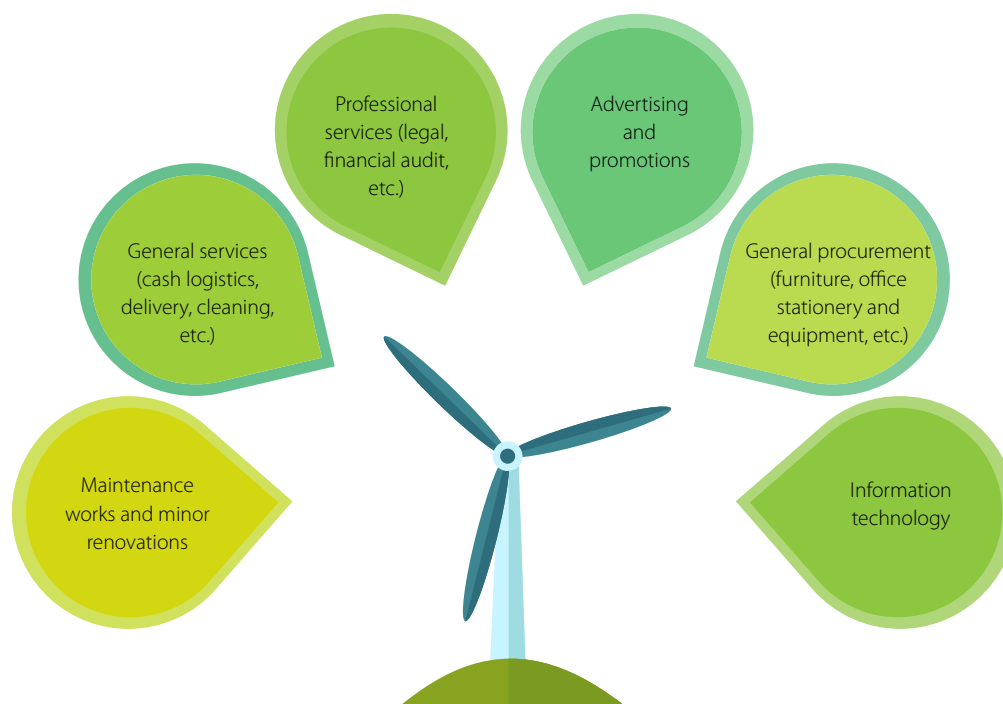 Professional
services (legal,
financial audit,
etc.)
Advertising
and
promotions
General services
(cash logistics,
delivery, cleaning,
etc.)
General procurement
(furniture, office
stationery and
equipment, etc.)
Maintenance
works and minor
renovations
Information
technology